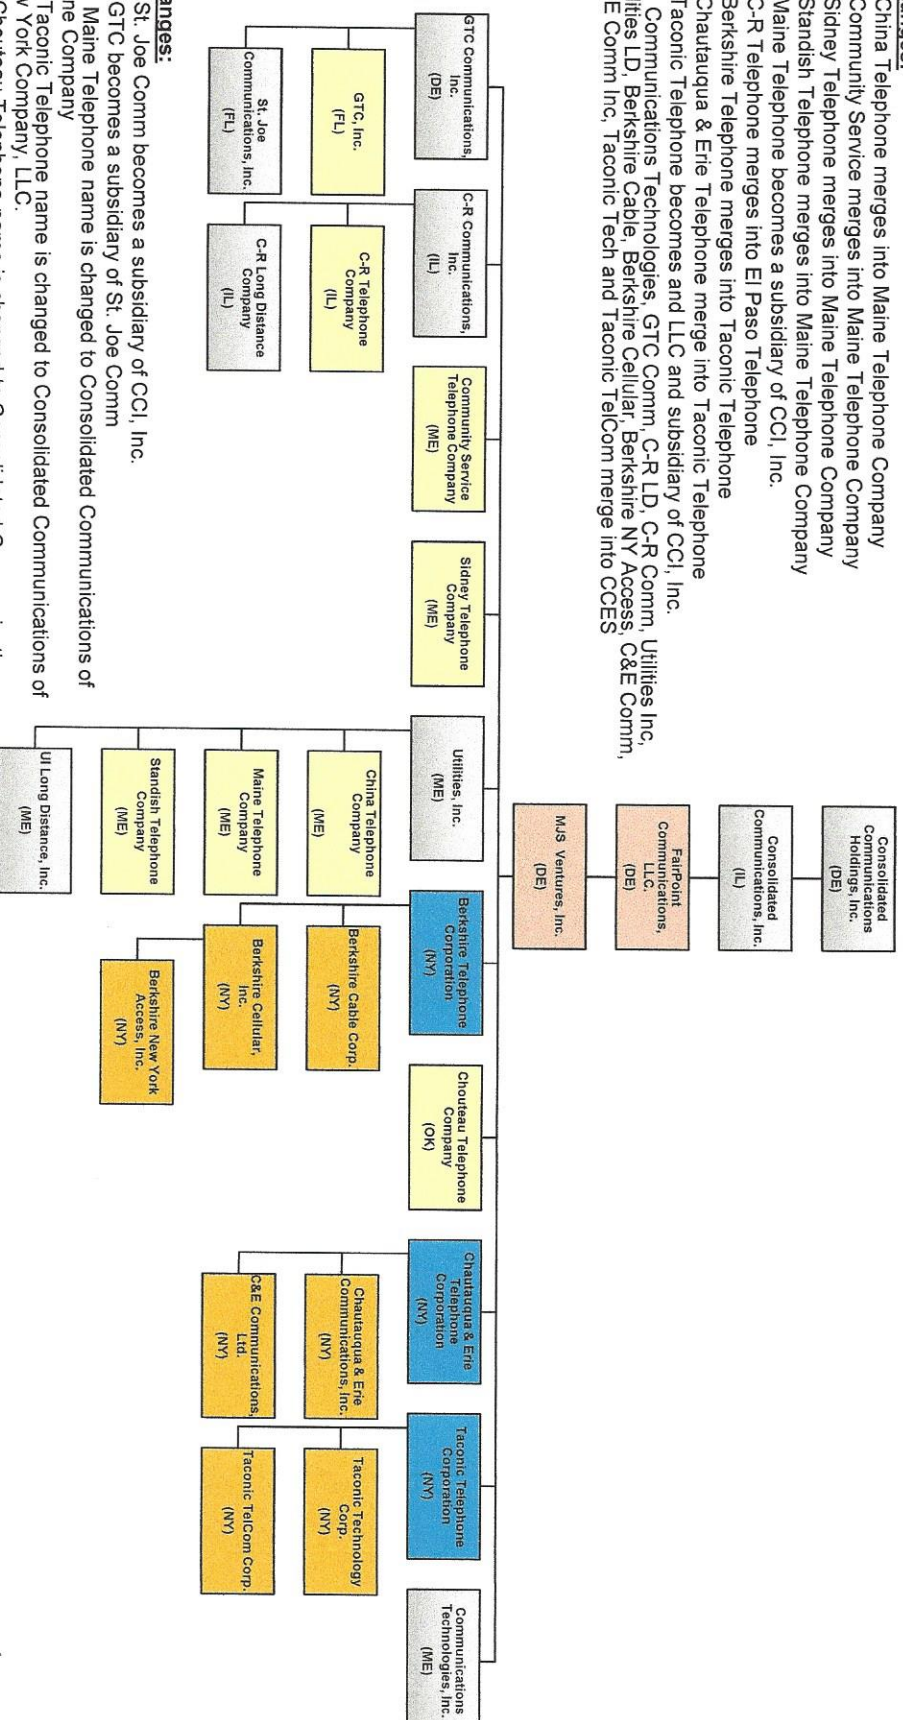 China Telephone merges into Maine Telephone Company
Community Service merges into Maine Telephone Company
Sidney Telephone merges into Maine Telephone Company
Standish Telephone merges into Maine Telephone Company
Maine Telephone becomes a subsidiary of CCI, Inc.
C-R Telephone merges into El Paso Telephone
Berkshire Telephone merges into Taconic Telephone
Chautauqua & Erie Telephone merge into Taconic Telephone
Taconic Telephone becomes and LLC and subsidiary of CCI, Inc.
Communications Technologies, GTC Comm, C-R LD, C-R Comm, Utilities Inc,
LD, Berkshire Cable, Berkshire Cellular, Berkshire NY Access, C&E Comm,
E Comm Inc, Taconic Tech and Taconic TelCom merge into CCES
Consolidated
Communications
Holdings, Inc.
(DE)
Consolidated
Communications, Inc.
(IL)
FairPoint
Communications,
LLC.
(DE)
MJS Ventures, Inc.
(DE)
GTC Communications,
Inc.
(DE)
GTC, Inc.
(FL)
St. Joe
Communications, Inc.
(FL)
C-R Communications,
Inc.
(IL)
C-R Telephone
Company
(IL)
C-R Long Distance
Company
(IL)
Community Service
Telephone Company
(ME)
Sidney Telephone
Company
(ME)
Utilities, Inc.
(ME)
China Telephone
Company
(ME)
Maine Telephone
Company
(ME)
Standish Telephone
Company
(ME)
UI Long Distance, Inc.
(ME)
Berkshire Telephone
Corporation
(NY)
Berkshire Cable Corp.
(NY)
Berkshire Cellular,
Inc.
(NY)
Berkshire New York
Access, Inc.
(NY)
Chouteau Telephone
Company
(OK)
Chautauqua & Erie
Telephone
Corporation
(NY)
Chautauqua & Erie
Communications, Inc.
(NY)
C&E Communications,
Ltd.
(NY)
Taconic Telephone
Corporation
(NY)
Taconic Technology
Corp.
(NY)
Taconic TelCom Corp.
(NY)
Communications
Technologies, Inc.
(ME)
anges:
St. Joe Comm becomes a subsidiary of CCI, Inc.
GTC becomes a subsidiary of St. Joe Comm
Maine Telephone name is changed to Consolidated Communications of
ne Company
Taconic Telephone name is changed to Consolidated Communications of
w York Company, LLC.